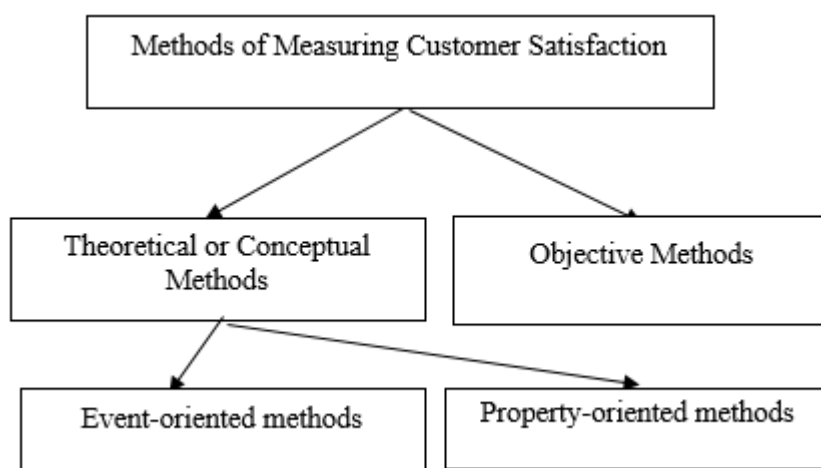 Methods of Measuring Customer Satisfaction
Theoretical or Conceptual
Methods
Objective Methods
Event-oriented methods
Property-oriented methods